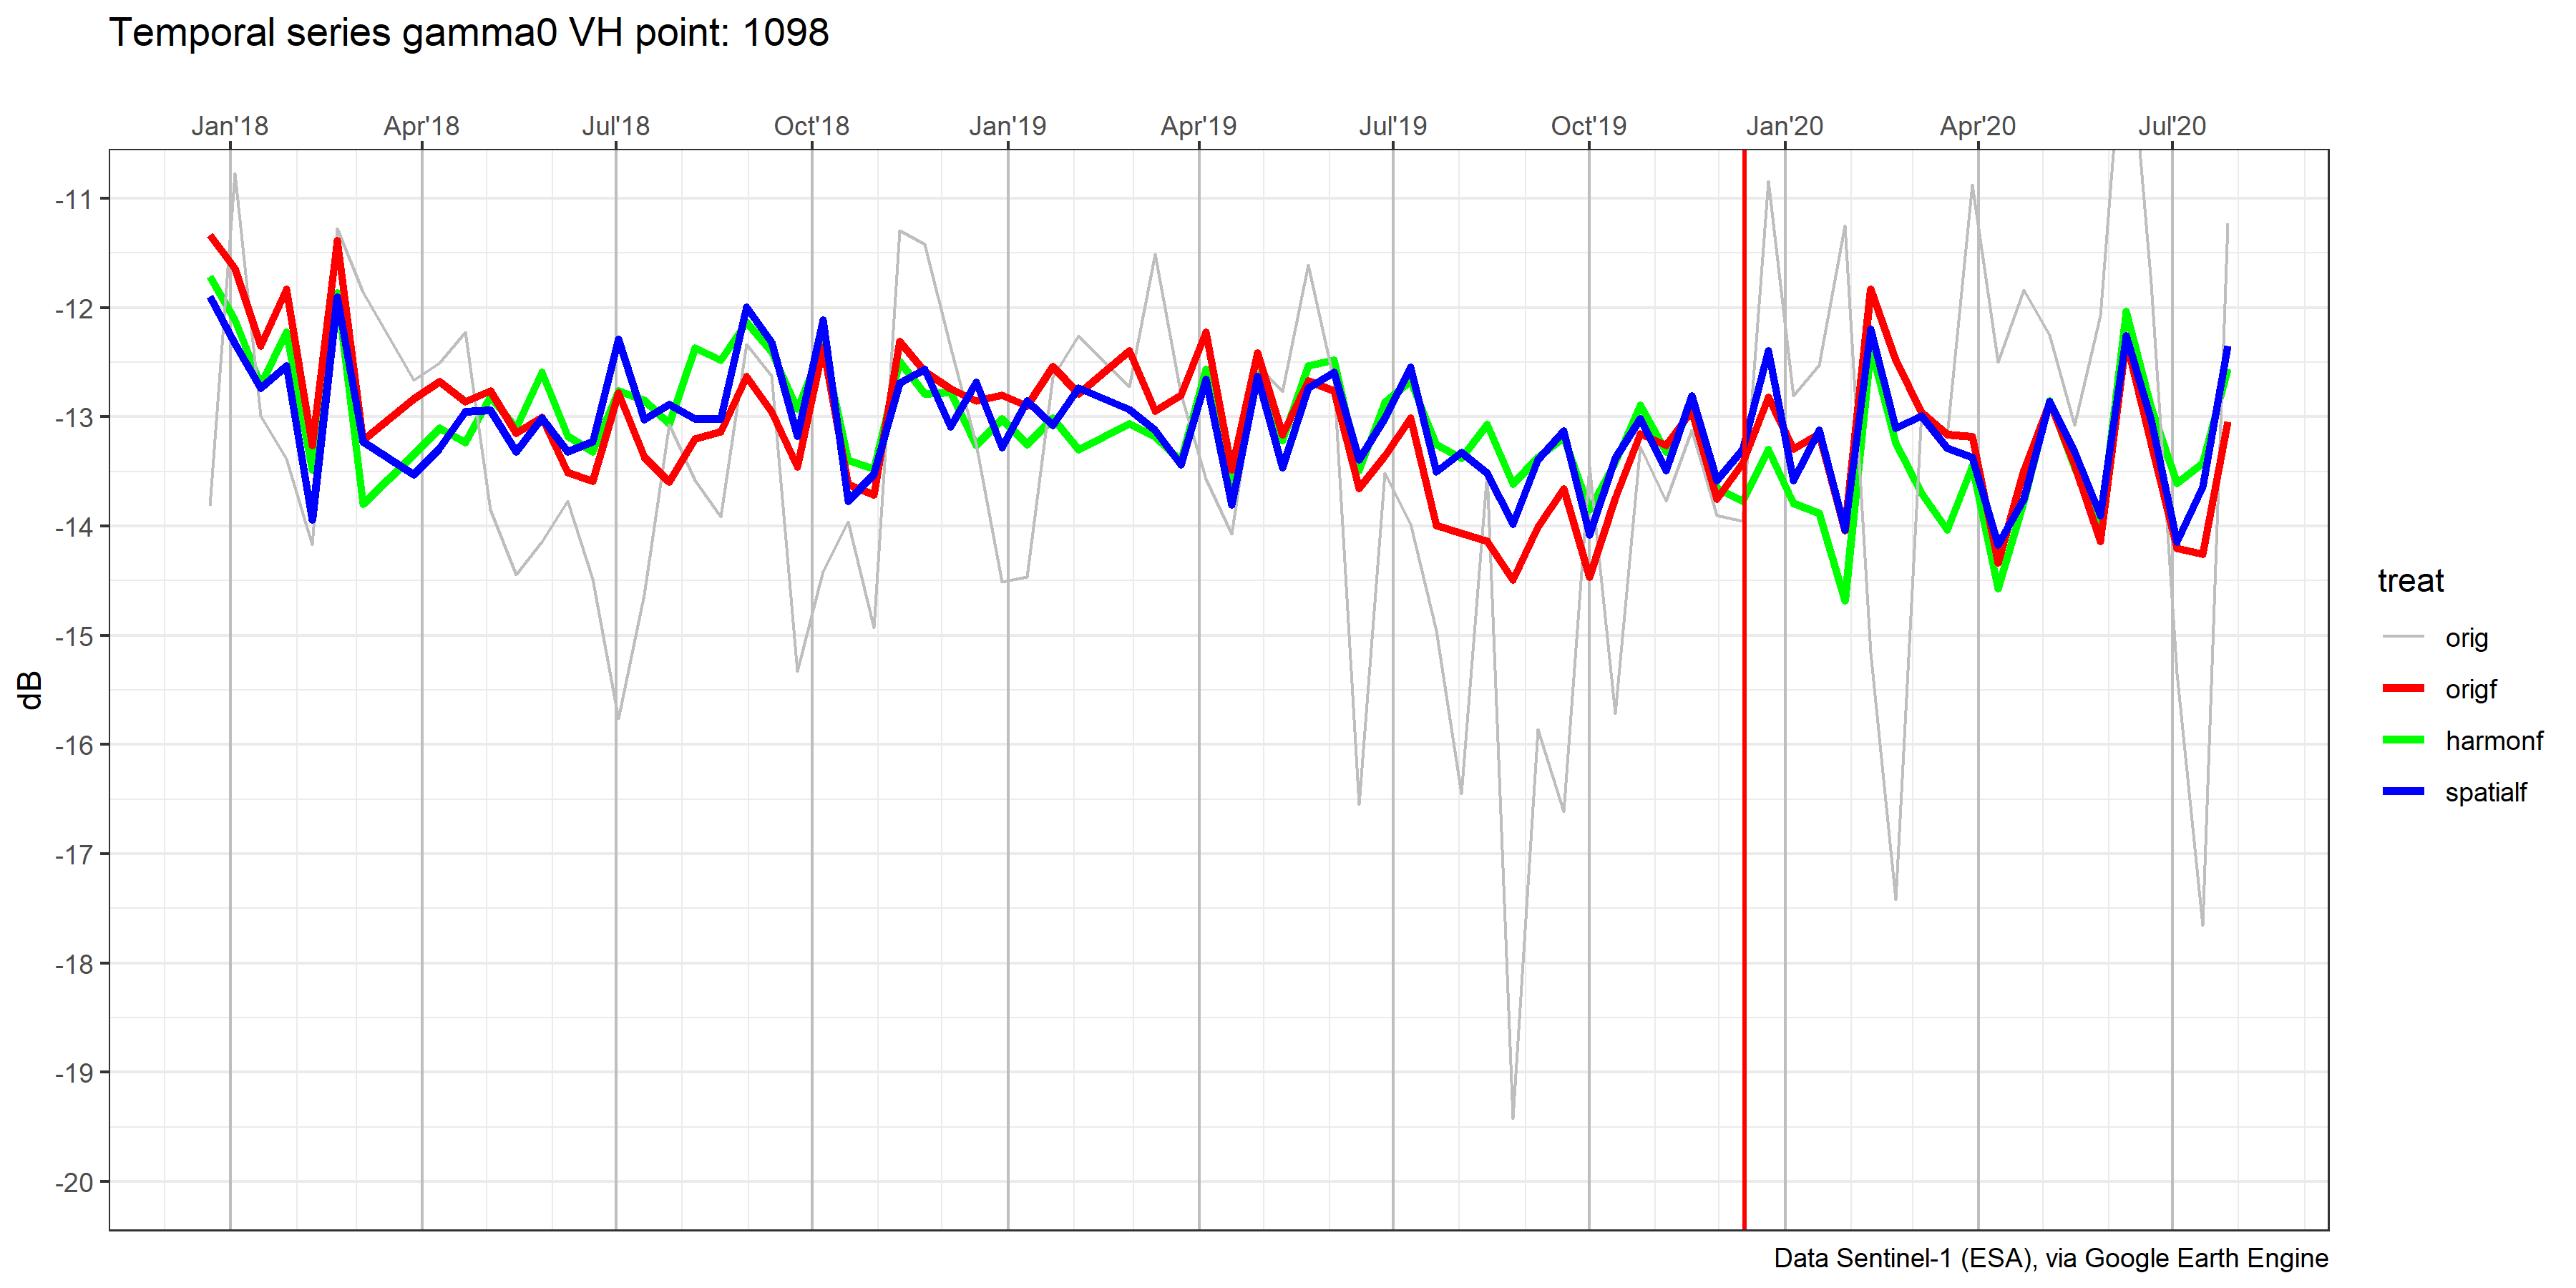 Temporal series gamma0 VH point: 1098
Jan'18 Apr'18 Jul'18 Oct'18 Jan'19 Apr'19 Jul'19 Oct'19 Jan'20 Apr'20 Jul'20
-11
-12
-13
-14
-15
-16
-17
-18
-19
-20
dB
treat
orig
origf
harmonf
spatialf
Data Sentinel-1 (ESA), via Google Earth Engine